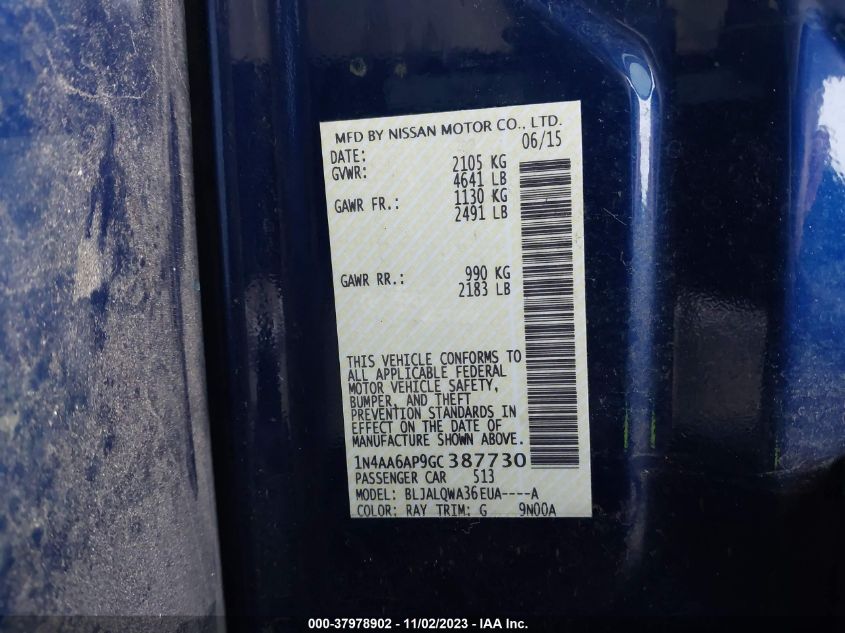 MFD BY NISSAN MOTOR CO., LTD.
DATE: 06/15
GVWR: 2105 KG
4641 LB
GAWR FR.: 1130 KG
2491 LB
GAWR RR.: 990 KG
2183 LB
THIS VEHICLE CONFORMS TO
ALL APPLICABLE FEDERAL
MOTOR VEHICLE SAFETY,
BUMPER, AND THEFT
PREVENTION STANDARDS IN
EFFECT ON THE DATE OF
MANUFACTURE SHOWN ABOVE.
1N4AA6AP9GC387730
PASSENGER CAR 513
MODEL: BLJALQWA36EUA----A
COLOR: RAY TRIM: G 9N00A
000-37978902 - 11/02/2023 - IAA Inc.